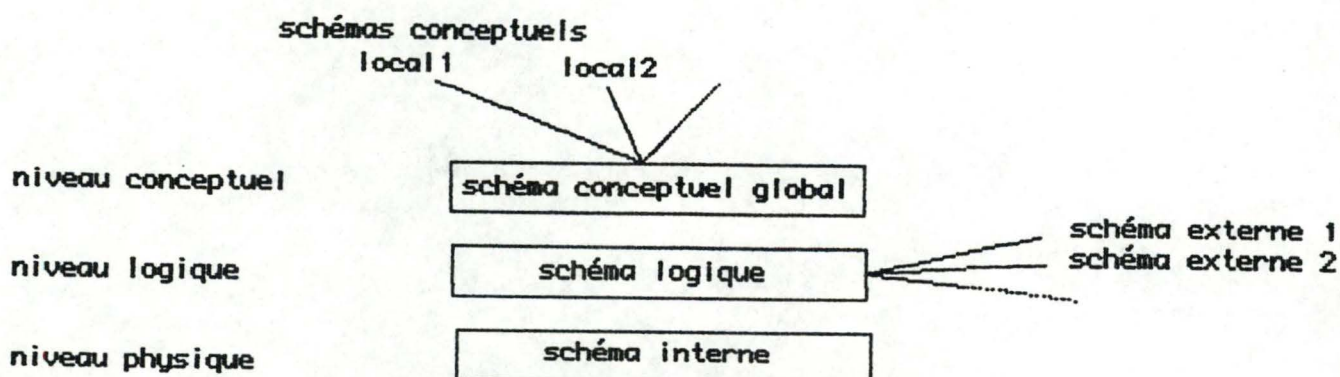 schémas conceptuels
local1 local2
niveau conceptuel schéma conceptuel global
schéma externe 1
niveau logique schéma logique schéma externe 2
niveau physique schéma interne